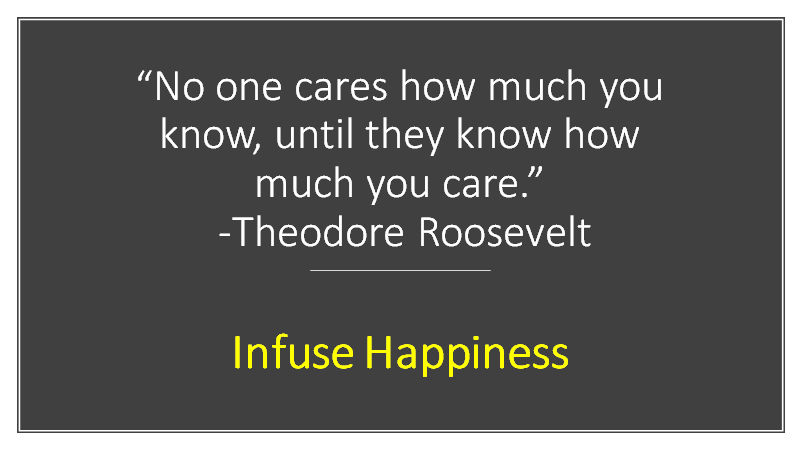 “No one cares how much you
know, until they know how
much you care.”
-Theodore Roosevelt
Infuse Happiness